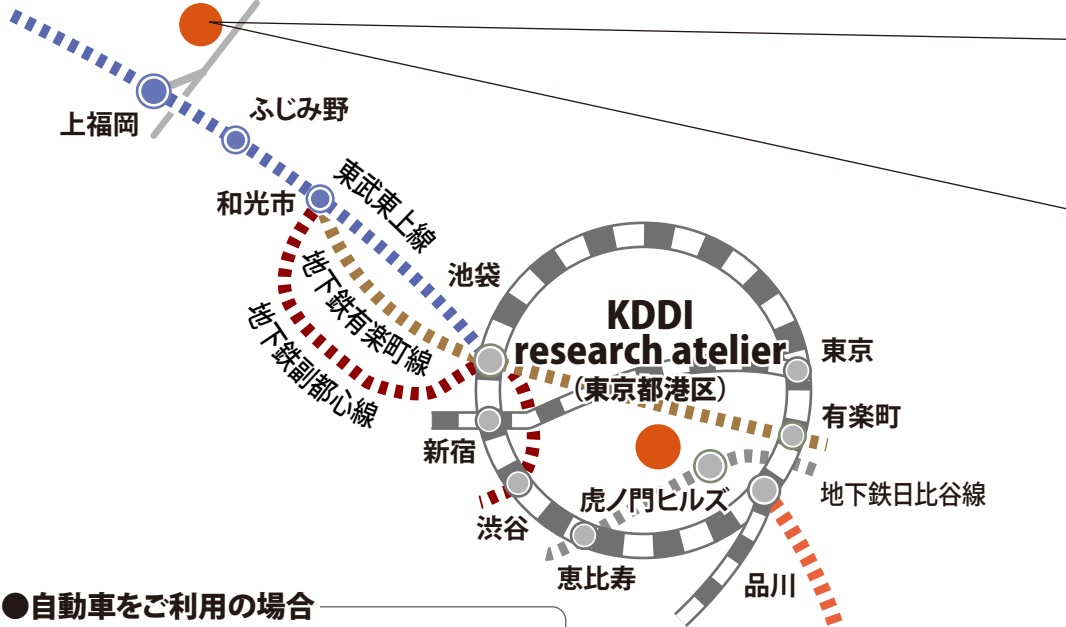 上福岡
ふじみ野
和光市
東武東上線
地下鉄有楽町線
地下鉄副都心線
池袋
KDDI
research atelier
（東京都港区）
東京
有楽町
新宿
虎ノ門ヒルズ
地下鉄日比谷線
渋谷
恵比寿
品川
●自動車をご利用の場合